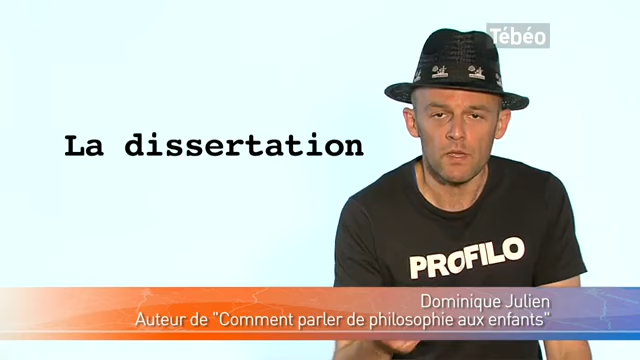 Tébéo
La dissertation
PROFILO
Dominique Julien
Auteur de "Comment parler de philosophie aux enfants"